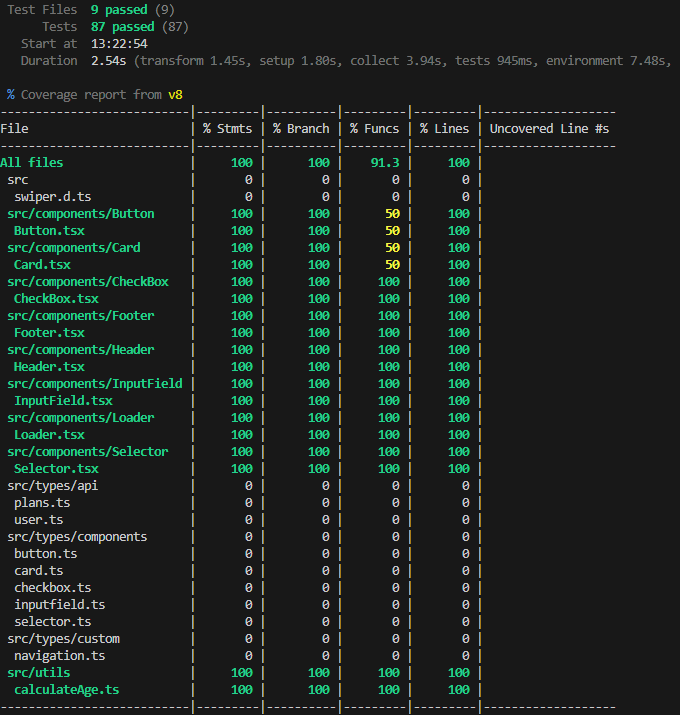 Test Files 9 passed (9)
Tests 87 passed (87)
Start at 13:22:54
Duration 2.54s (transform 1.45s, setup 1.80s, collect 3.94s, tests 945ms, environment 7.48s,
% Coverage report from v8
--------------------------|---------|----------|---------|---------|-------------------
File | % Stmts | % Branch | % Funcs | % Lines | Uncovered Line #s
--------------------------|---------|----------|---------|---------|-------------------
All files | 100 | 100 | 91.3 | 100 |
src | 0 | 0 | 0 | 0 |
swiper.d.ts | 0 | 0 | 0 | 0 |
src/components/Button | 100 | 100 | 50 | 100 |
Button.tsx | 100 | 100 | 50 | 100 |
src/components/Card | 100 | 100 | 50 | 100 |
Card.tsx | 100 | 100 | 50 | 100 |
src/components/CheckBox | 100 | 100 | 100 | 100 |
CheckBox.tsx | 100 | 100 | 100 | 100 |
src/components/Footer | 100 | 100 | 100 | 100 |
Footer.tsx | 100 | 100 | 100 | 100 |
src/components/Header | 100 | 100 | 100 | 100 |
Header.tsx | 100 | 100 | 100 | 100 |
src/components/InputField | 100 | 100 | 100 | 100 |
InputField.tsx | 100 | 100 | 100 | 100 |
src/components/Loader | 100 | 100 | 100 | 100 |
Loader.tsx | 100 | 100 | 100 | 100 |
src/components/Selector | 100 | 100 | 100 | 100 |
Selector.tsx | 100 | 100 | 100 | 100 |
src/types/api | 0 | 0 | 0 | 0 |
plans.ts | 0 | 0 | 0 | 0 |
user.ts | 0 | 0 | 0 | 0 |
src/types/components | 0 | 0 | 0 | 0 |
button.ts | 0 | 0 | 0 | 0 |
card.ts | 0 | 0 | 0 | 0 |
checkbox.ts | 0 | 0 | 0 | 0 |
inputfield.ts | 0 | 0 | 0 | 0 |
selector.ts | 0 | 0 | 0 | 0 |
src/types/custom | 0 | 0 | 0 | 0 |
navigation.ts | 0 | 0 | 0 | 0 |
src/utils | 100 | 100 | 100 | 100 |
calculateAge.ts | 100 | 100 | 100 | 100 |
--------------------------|---------|----------|---------|---------|-------------------